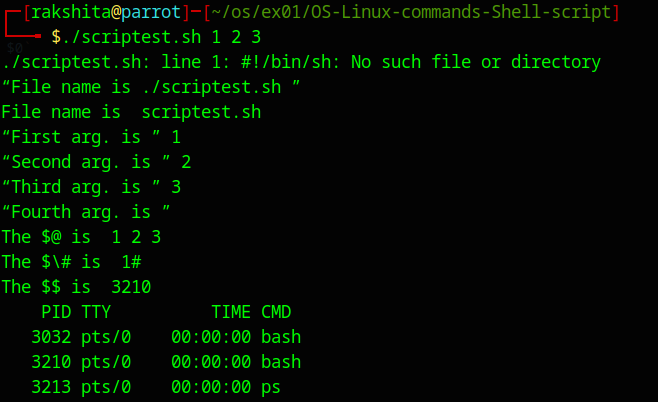 ┌─[rakshita@parrot]─[~/os/ex01/OS-Linux-commands-Shell-script]
└──╼ $./scriptest.sh 1 2 3
./scriptest.sh: line 1: #!/bin/sh: No such file or directory
“File name is ./scriptest.sh ”
File name is  scriptest.sh
“First arg. is ” 1
“Second arg. is ” 2
“Third arg. is ” 3
“Fourth arg. is ”
The $@ is  1 2 3
The $\# is  1#
The $$ is  3210
    PID TTY          TIME CMD
   3032 pts/0    00:00:00 bash
   3210 pts/0    00:00:00 bash
   3213 pts/0    00:00:00 ps